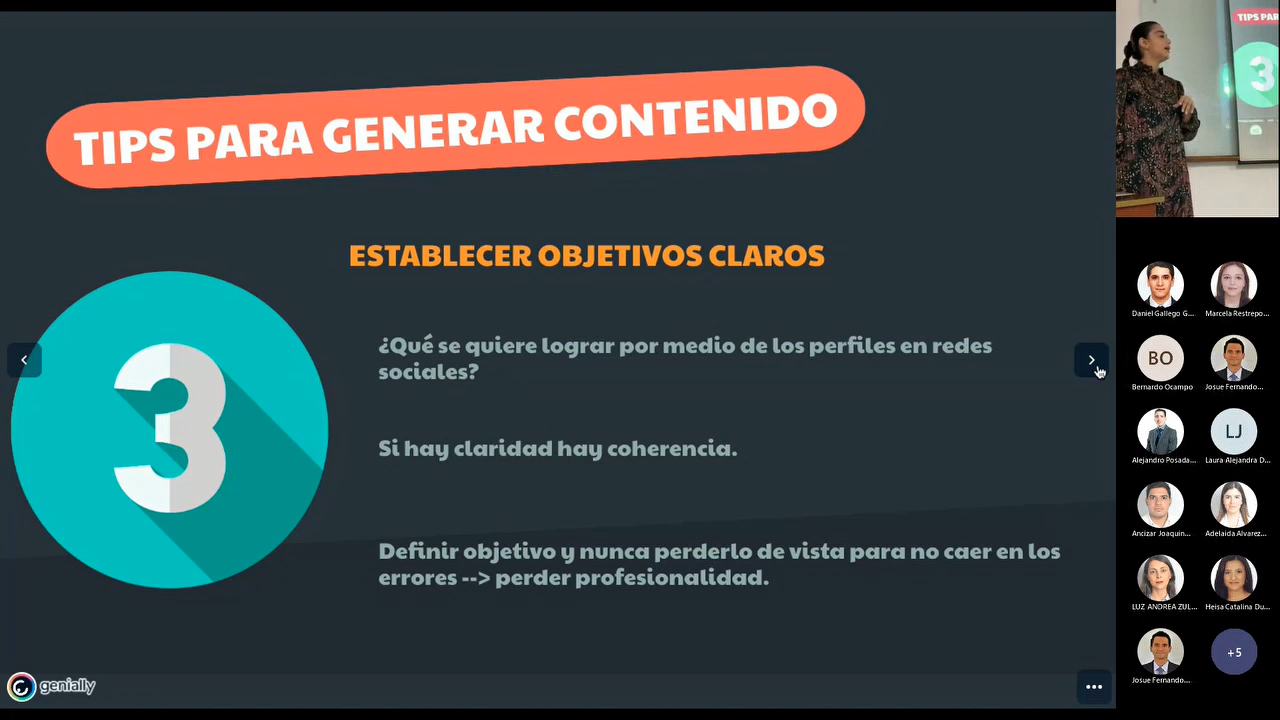 TIPS PARA GENERAR CONTENIDO
ESTABLECER OBJETIVOS CLAROS
3
¿Qué se quiere lograr por medio de los perfiles en redes
sociales?
Si hay claridad hay coherencia.
Definir objetivo y nunca perderlo de vista para no caer en los
errores --> perder profesionalidad.
genially
TIPS PAR
3
Daniel Gallego G...
Marcela Restrepo...
BO
Bernardo Ocampo
Josue Fernando...
Alejandro Posada...
LJ
Laura Alejandra D...
Ancizar Joaquin...
Adelaida Alvarez...
LUZ ANDREA ZUL...
Heisa Catalina Du...
Josue Fernando...
+5